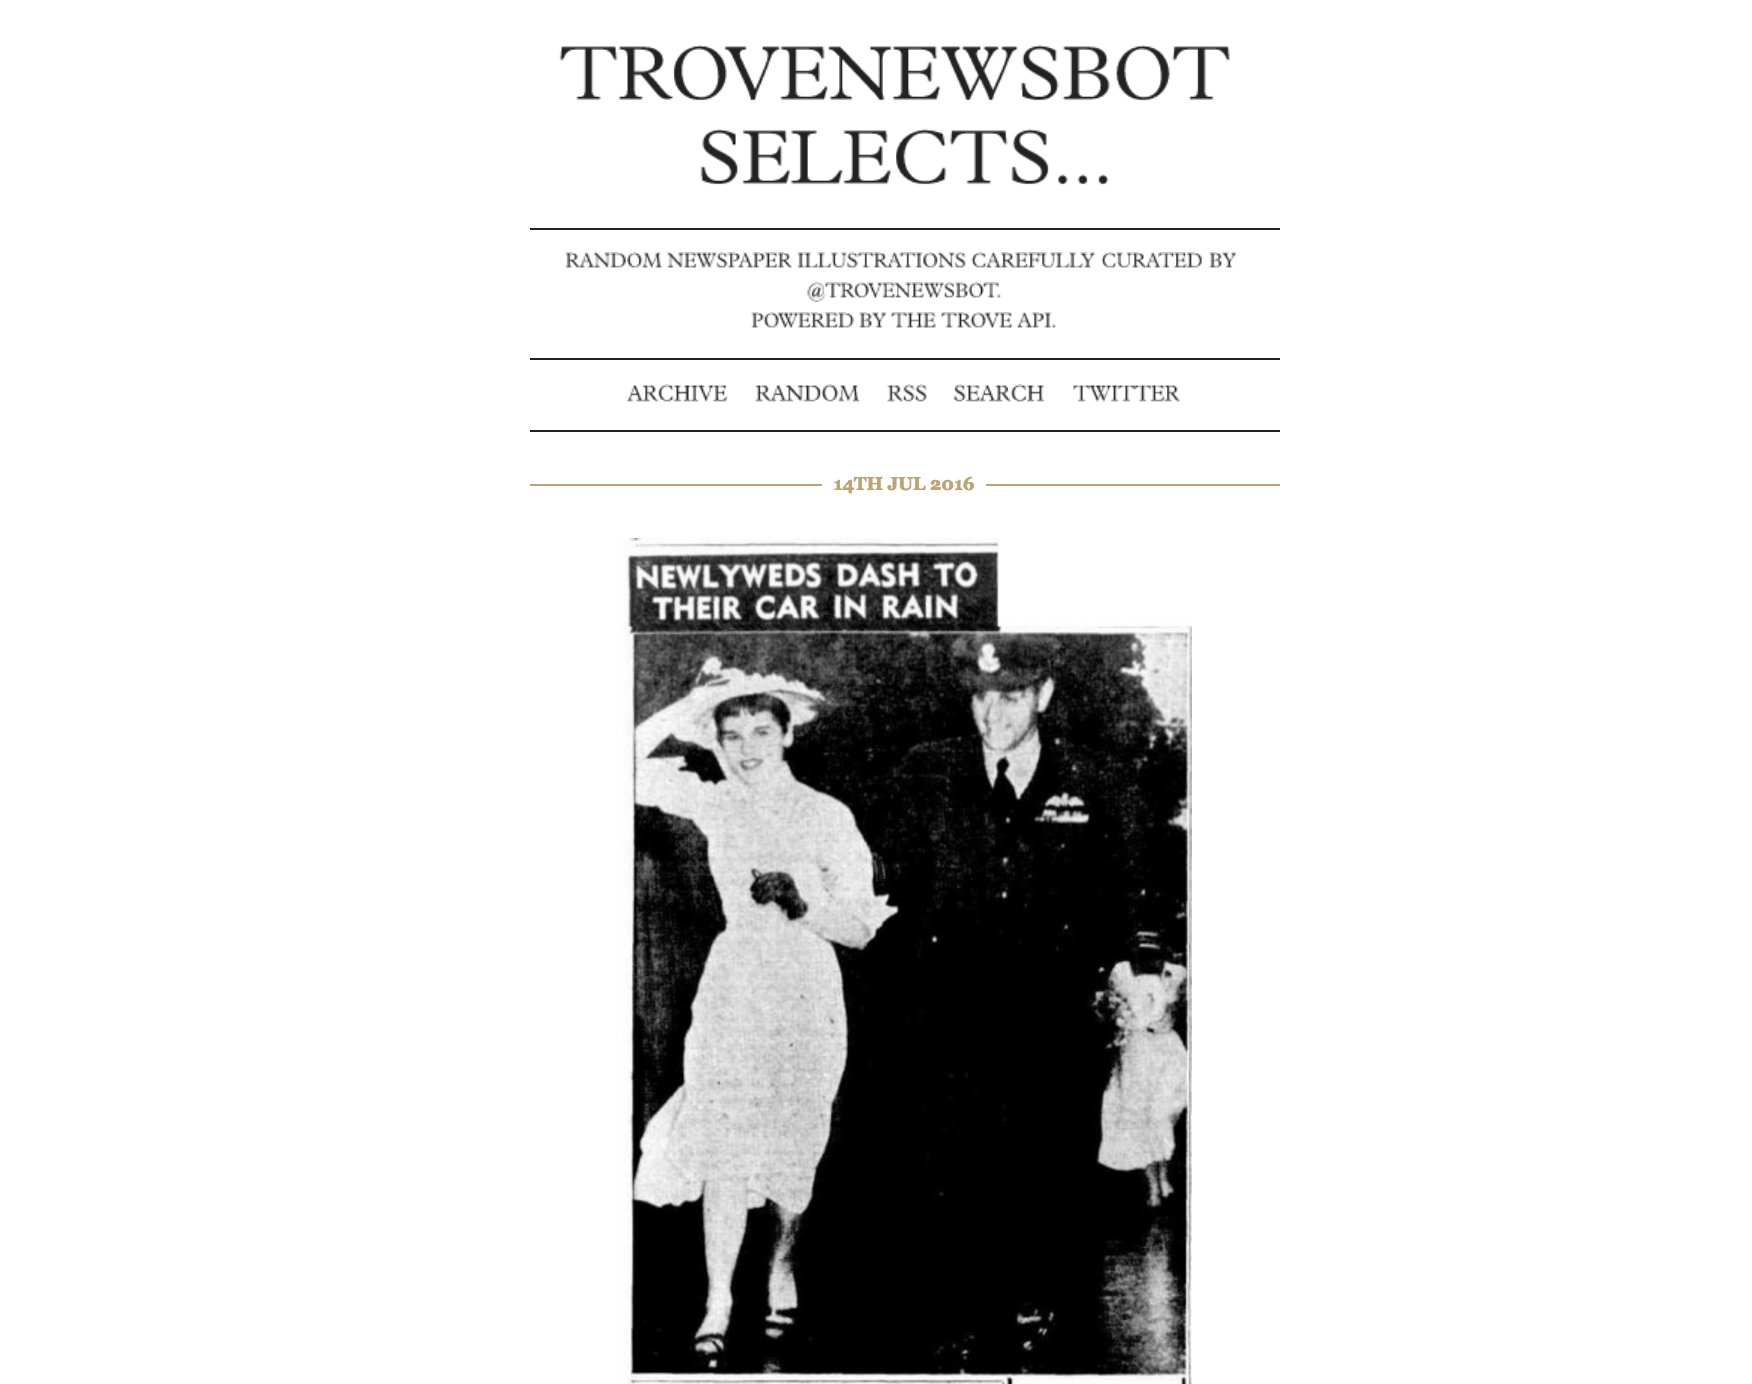 TROVENEWSBOT
SELECTS...
RANDOM NEWSPAPER ILLUSTRATIONS CAREFULLY CURATED BY
@TROVENEWSBOT.
POWERED BY THE TROVE API.
ARCHIVE RANDOM RSS SEARCH TWITTER
14TH JUL 2016
NEWLYWEDS DASH TO
THEIR CAR IN RAIN